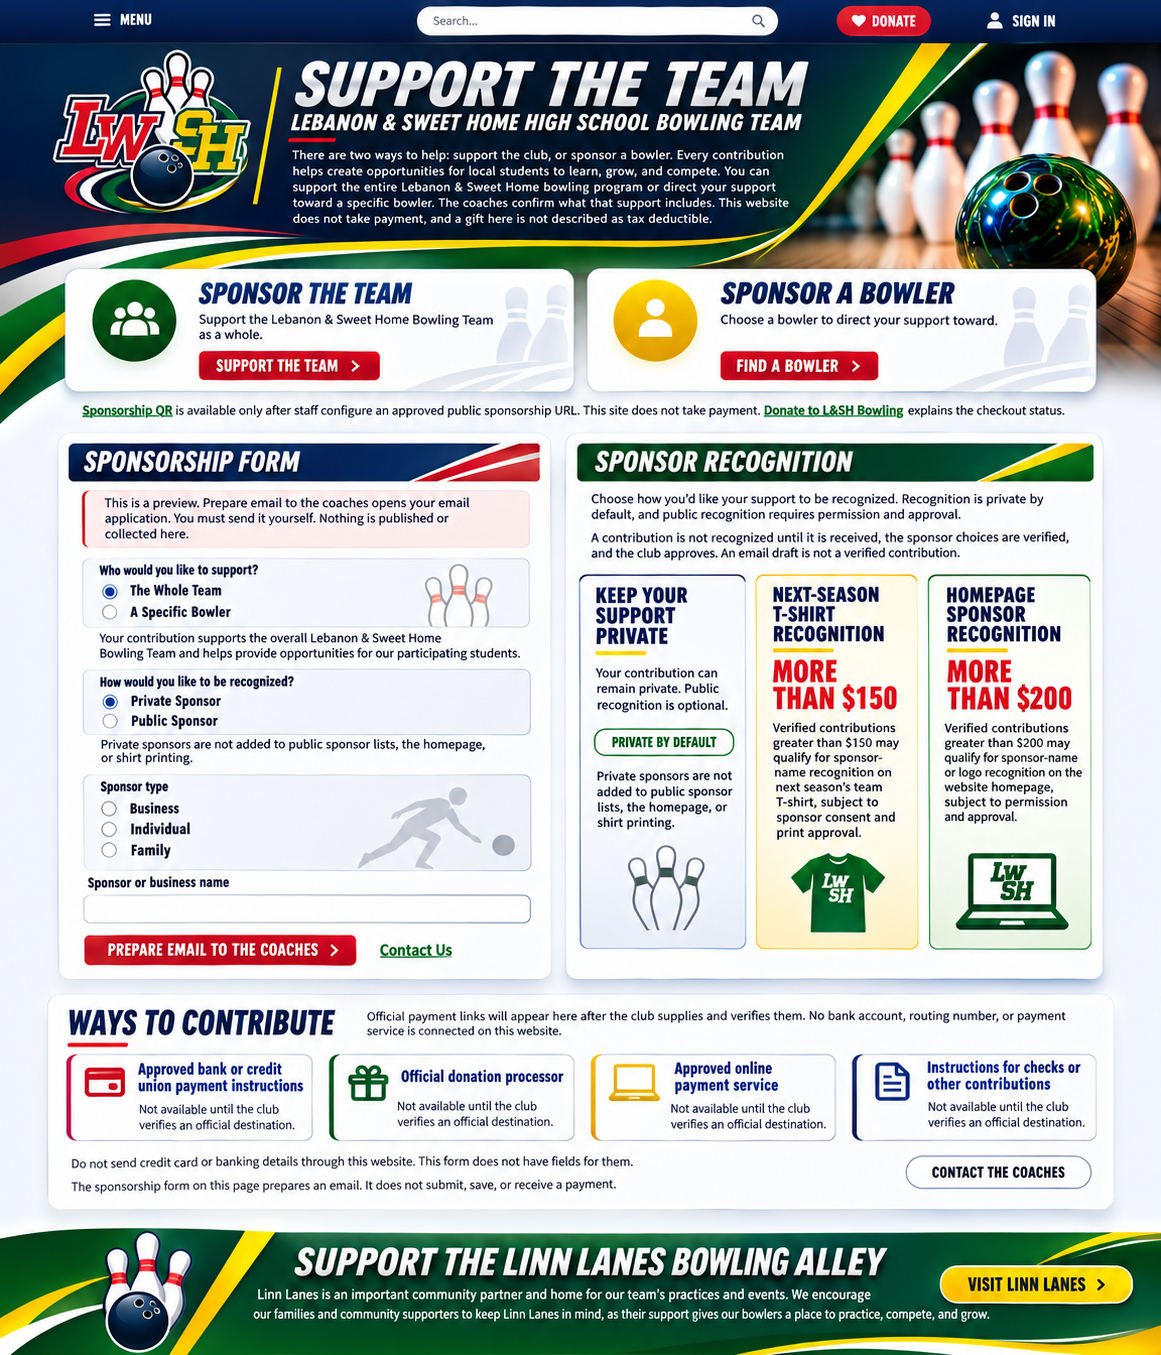 MENU
Search...
DONATE
SIGN IN
LW SH
SUPPORT THE TEAM
LEBANON & SWEET HOME HIGH SCHOOL BOWLING TEAM
There are two ways to help: support the club, or sponsor a bowler. Every contribution
helps create opportunities for local students to learn, grow, and compete. You can
support the entire Lebanon & Sweet Home bowling program or direct your support
toward a specific bowler. The coaches confirm what that support includes. This website
does not take payment, and a gift here is not described as tax deductible.
SPONSOR THE TEAM
Support the Lebanon & Sweet Home Bowling Team
as a whole.
SUPPORT THE TEAM
SPONSOR A BOWLER
Choose a bowler to direct your support toward.
FIND A BOWLER
Sponsorship QR is available only after staff configure an approved public sponsorship URL. This site does not take payment. Donate to L&SH Bowling explains the checkout status.
SPONSORSHIP FORM
This is a preview. Prepare email to the coaches opens your email
application. You must send it yourself. Nothing is published or
collected here.
Who would you like to support?
The Whole Team
A Specific Bowler
Your contribution supports the overall Lebanon & Sweet Home
Bowling Team and helps provide opportunities for our participating students.
How would you like to be recognized?
Private Sponsor
Public Sponsor
Private sponsors are not added to public sponsor lists, the homepage,
or shirt printing.
Sponsor type
Business
Individual
Family
Sponsor or business name
PREPARE EMAIL TO THE COACHES
Contact Us
SPONSOR RECOGNITION
Choose how you'd like your support to be recognized. Recognition is private by
default, and public recognition requires permission and approval.
A contribution is not recognized until it is received, the sponsor choices are verified,
and the club approves. An email draft is not a verified contribution.
KEEP YOUR
SUPPORT
PRIVATE
Your contribution can
remain private. Public
recognition is optional.
PRIVATE BY DEFAULT
Private sponsors are not
added to public sponsor
lists, the homepage, or
shirt printing.
NEXT-SEASON
T-SHIRT
RECOGNITION
MORE
THAN $150
Verified contributions
greater than $150 may
qualify for sponsor-
name recognition on
next season's team
T-shirt, subject to
sponsor consent and
print approval.
LW
SH
HOMEPAGE
SPONSOR
RECOGNITION
MORE
THAN $200
Verified contributions
greater than $200 may
qualify for sponsor-name
or logo recognition on the
website homepage,
subject to permission
and approval.
LW
SH
WAYS TO CONTRIBUTE
Official payment links will appear here after the club supplies and verifies them. No bank account, routing number, or payment
service is connected on this website.
Approved bank or credit
union payment instructions
Not available until the club
verifies an official destination.
Official donation processor
Not available until the club
verifies an official destination.
Approved online
payment service
Not available until the club
verifies an official destination.
Instructions for checks or
other contributions
Not available until the club
verifies an official destination.
Do not send credit card or banking details through this website. This form does not have fields for them.
The sponsorship form on this page prepares an email. It does not submit, save, or receive a payment.
CONTACT THE COACHES
SUPPORT THE LINN LANES BOWLING ALLEY
Linn Lanes is an important community partner and home for our team's practices and events. We encourage
our families and community supporters to keep Linn Lanes in mind, as their support gives our bowlers a place to practice, compete, and grow.
VISIT LINN LANES